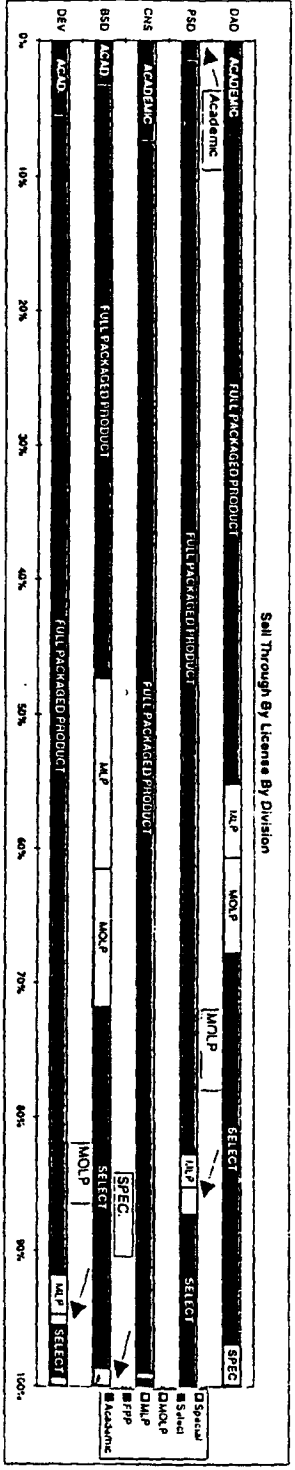 Sell Through By License By Division
DAD
ACADEMIC
FULL PACKAGED PRODUCT
MLP
MOLP
SELECT
SPEC
Academic
MOLP
PSD
FULL PACKAGED PRODUCT
MLP
SELECT
CNS
ACADEMIC
FULL PACKAGED PRODUCT
SPEC.
BSD
ACAD
FULL PACKAGED PRODUCT
MLP
MOLP
SELECT
MOLP
DEV
ACAD.
FULL PACKAGED PRODUCT
MLP
SELECT
0% 10% 20% 30% 40% 50% 60% 70% 80% 90% 100%
Special
Select
MOLP
MLP
FPP
Academic